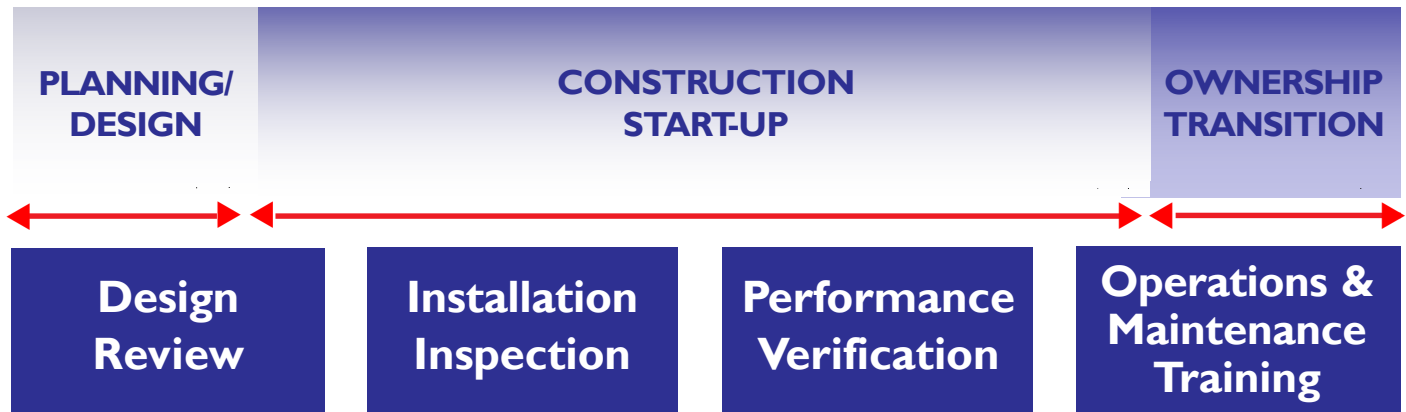 PLANNING/
DESIGN
CONSTRUCTION
START-UP
OWNERSHIP
TRANSITION
Design
Review
Installation
Inspection
Performance
Verification
Operations &
Maintenance
Training